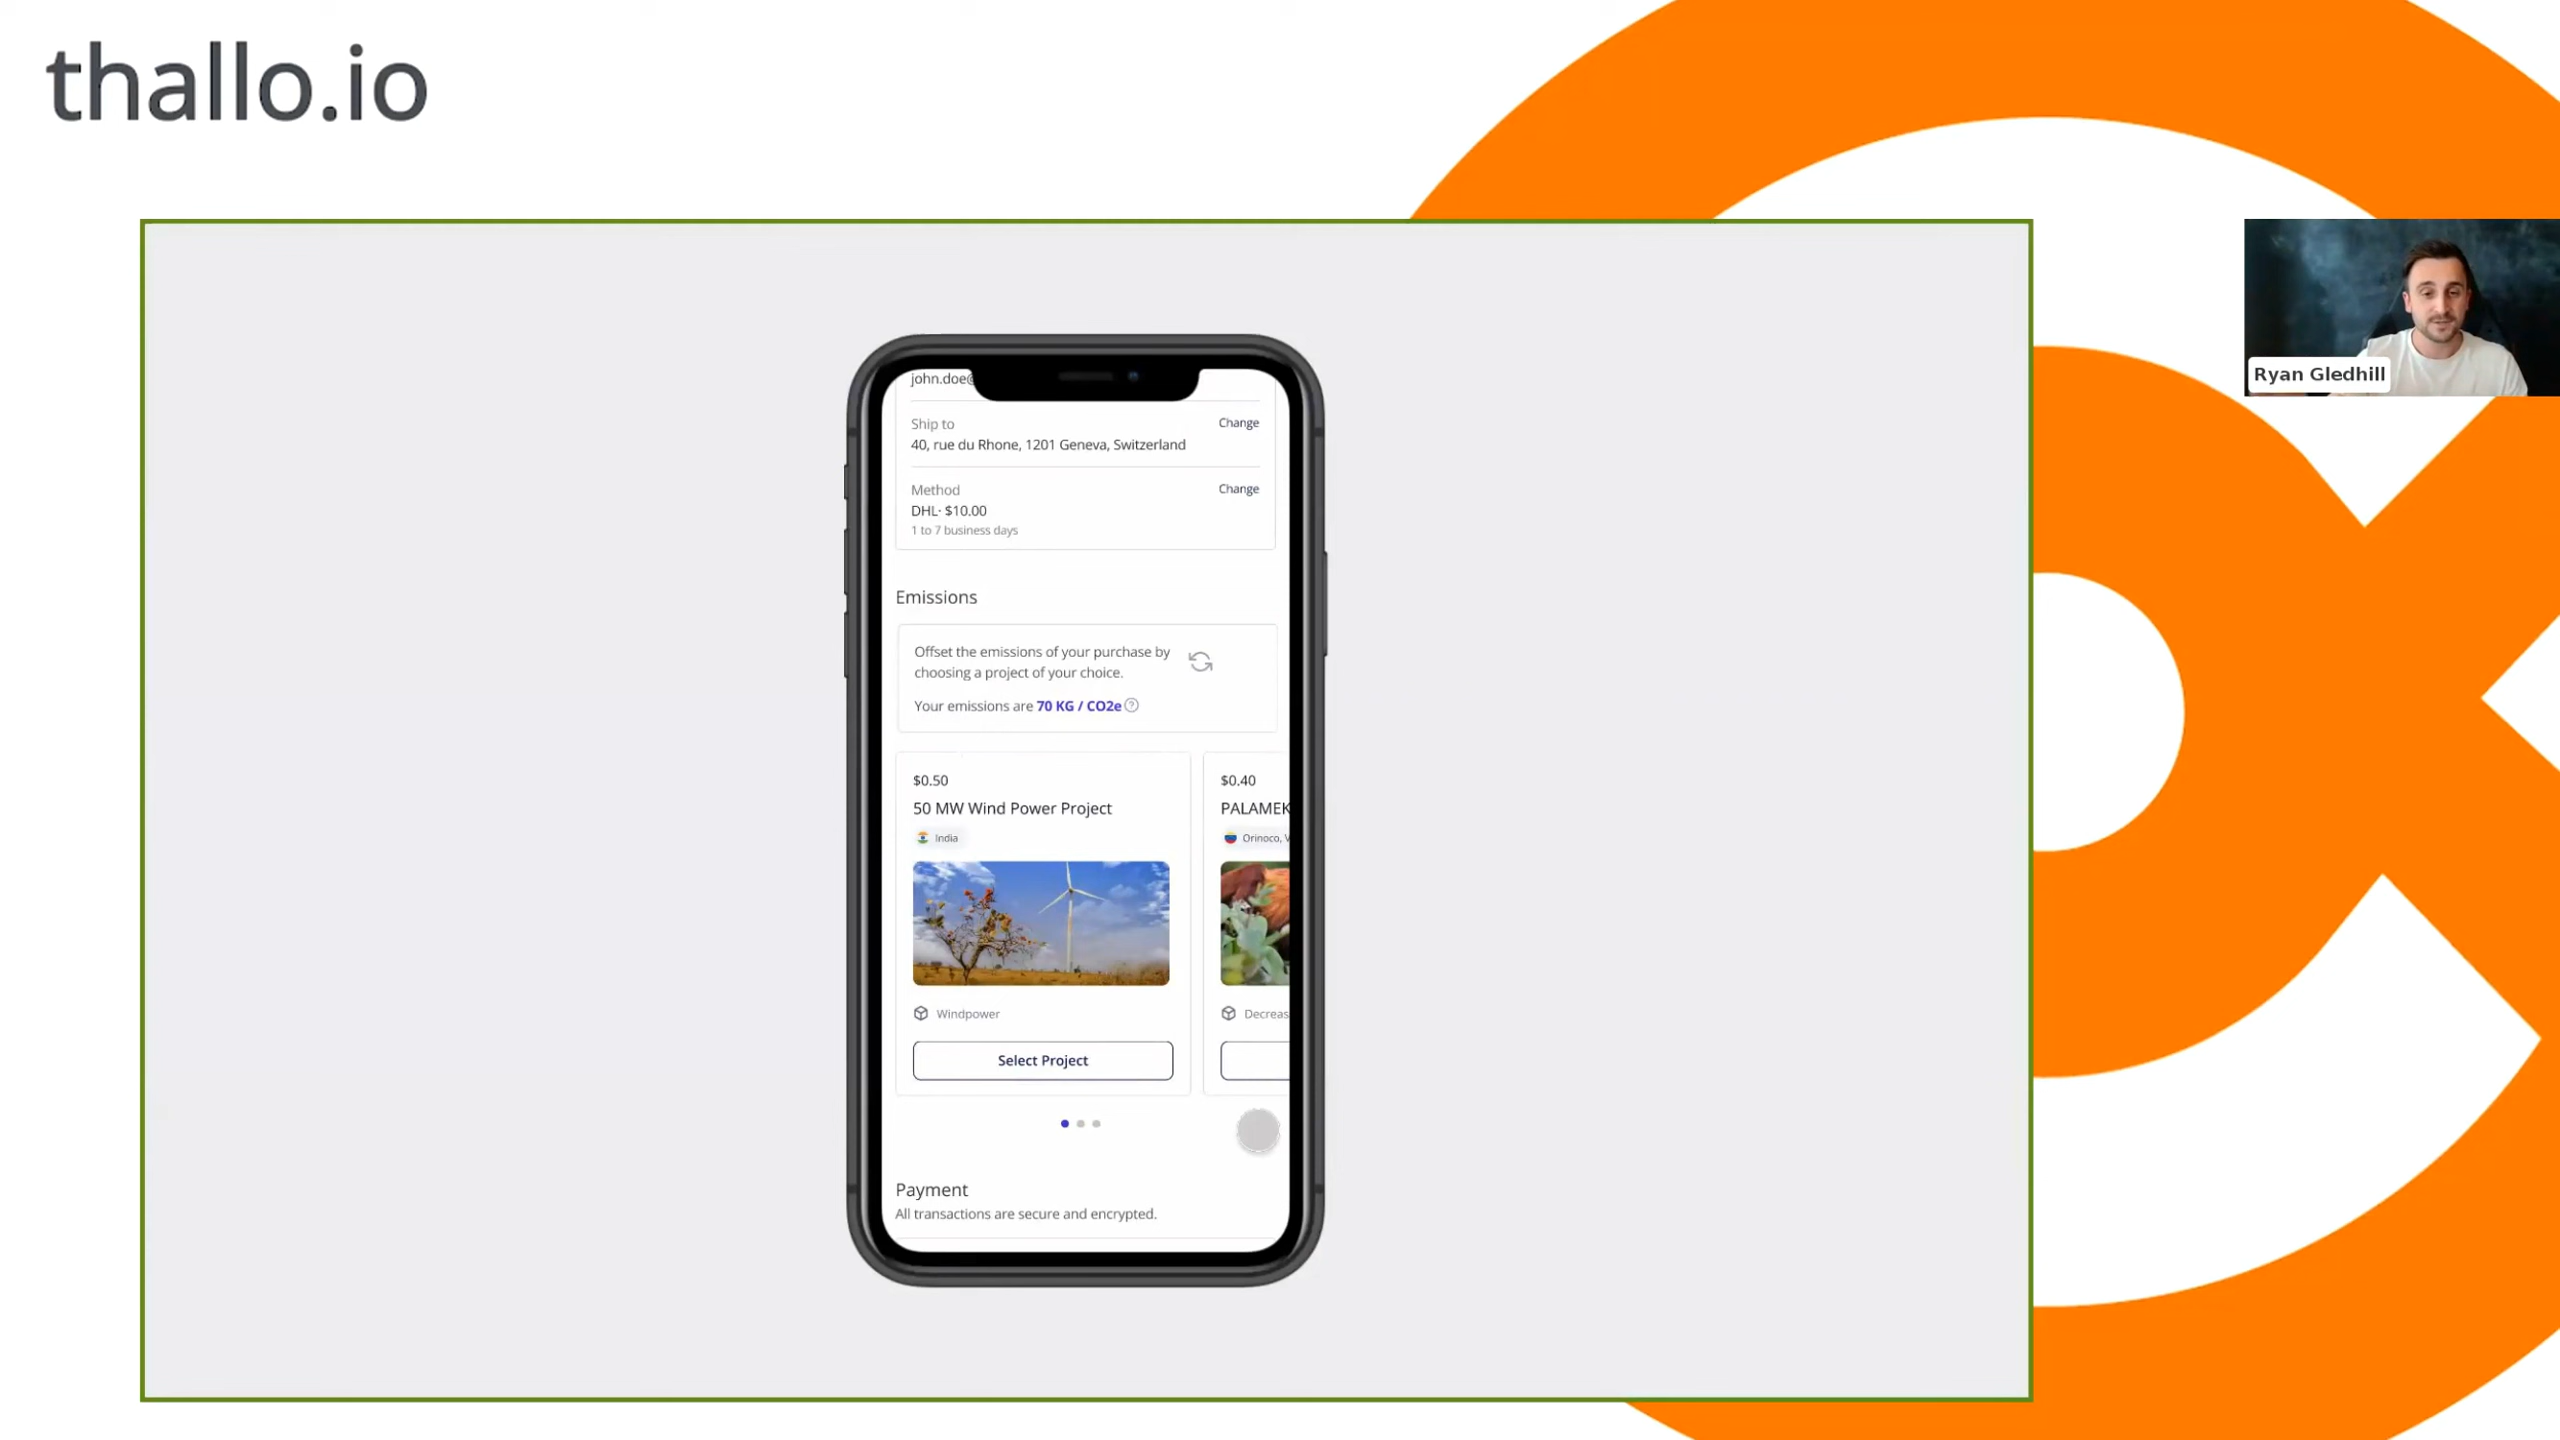 thallo.io
Ryan Gledhill
john.doe@
Ship to
Change
40, rue du Rhone, 1201 Geneva, Switzerland
Method
Change
DHL· $10.00
1 to 7 business days
Emissions
Offset the emissions of your purchase by
choosing a project of your choice.
Your emissions are 70 KG / CO2e
$0.50
50 MW Wind Power Project
India
Windpower
Select Project
$0.40
PALAMEK
Orinoco,
Decreas
Payment
All transactions are secure and encrypted.